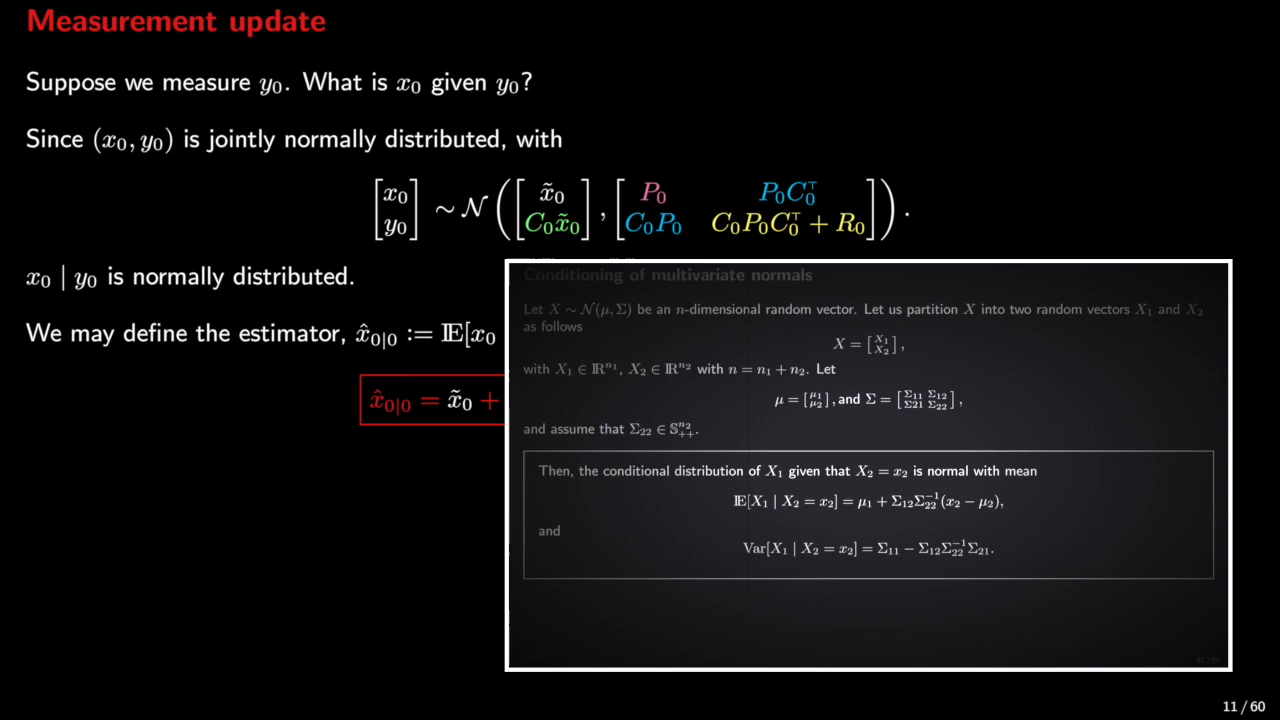 Measurement update
Suppose we measure y₀. What is x₀ given y₀?
Since (x₀, y₀) is jointly normally distributed, with
[x₀ y₀] ∼ 𝒩([x̃₀ C₀x̃₀], [P₀ P₀C₀ᵀ C₀P₀ C₀P₀C₀ᵀ + R₀]).
x₀ | y₀ is normally distributed.
We may define the estimator, x̂₀|₀ := 𝔼[x₀
x̂₀|₀ = x̃₀ +
Conditioning of multivariate normals
Let X ∼ 𝒩(μ, Σ) be an n-dimensional random vector. Let us partition X into two random vectors X₁ and X₂
as follows
X = [X₁ X₂],
with X₁ ∈ ℝⁿ¹, X₂ ∈ ℝⁿ² with n = n₁ + n₂. Let
μ = [μ₁ μ₂], and Σ = [Σ₁₁ Σ₁₂ Σ21 Σ₂₂],
and assume that Σ₂₂ ∈ 𝕊ⁿ²₊₊.
Then, the conditional distribution of X₁ given that X₂ = x₂ is normal with mean
𝔼[X₁ | X₂ = x₂] = μ₁ + Σ₁₂Σ₂₂⁻¹(x₂ − μ₂),
and
Var[X₁ | X₂ = x₂] = Σ₁₁ − Σ₁₂Σ₂₂⁻¹Σ₂₁.
11 / 60